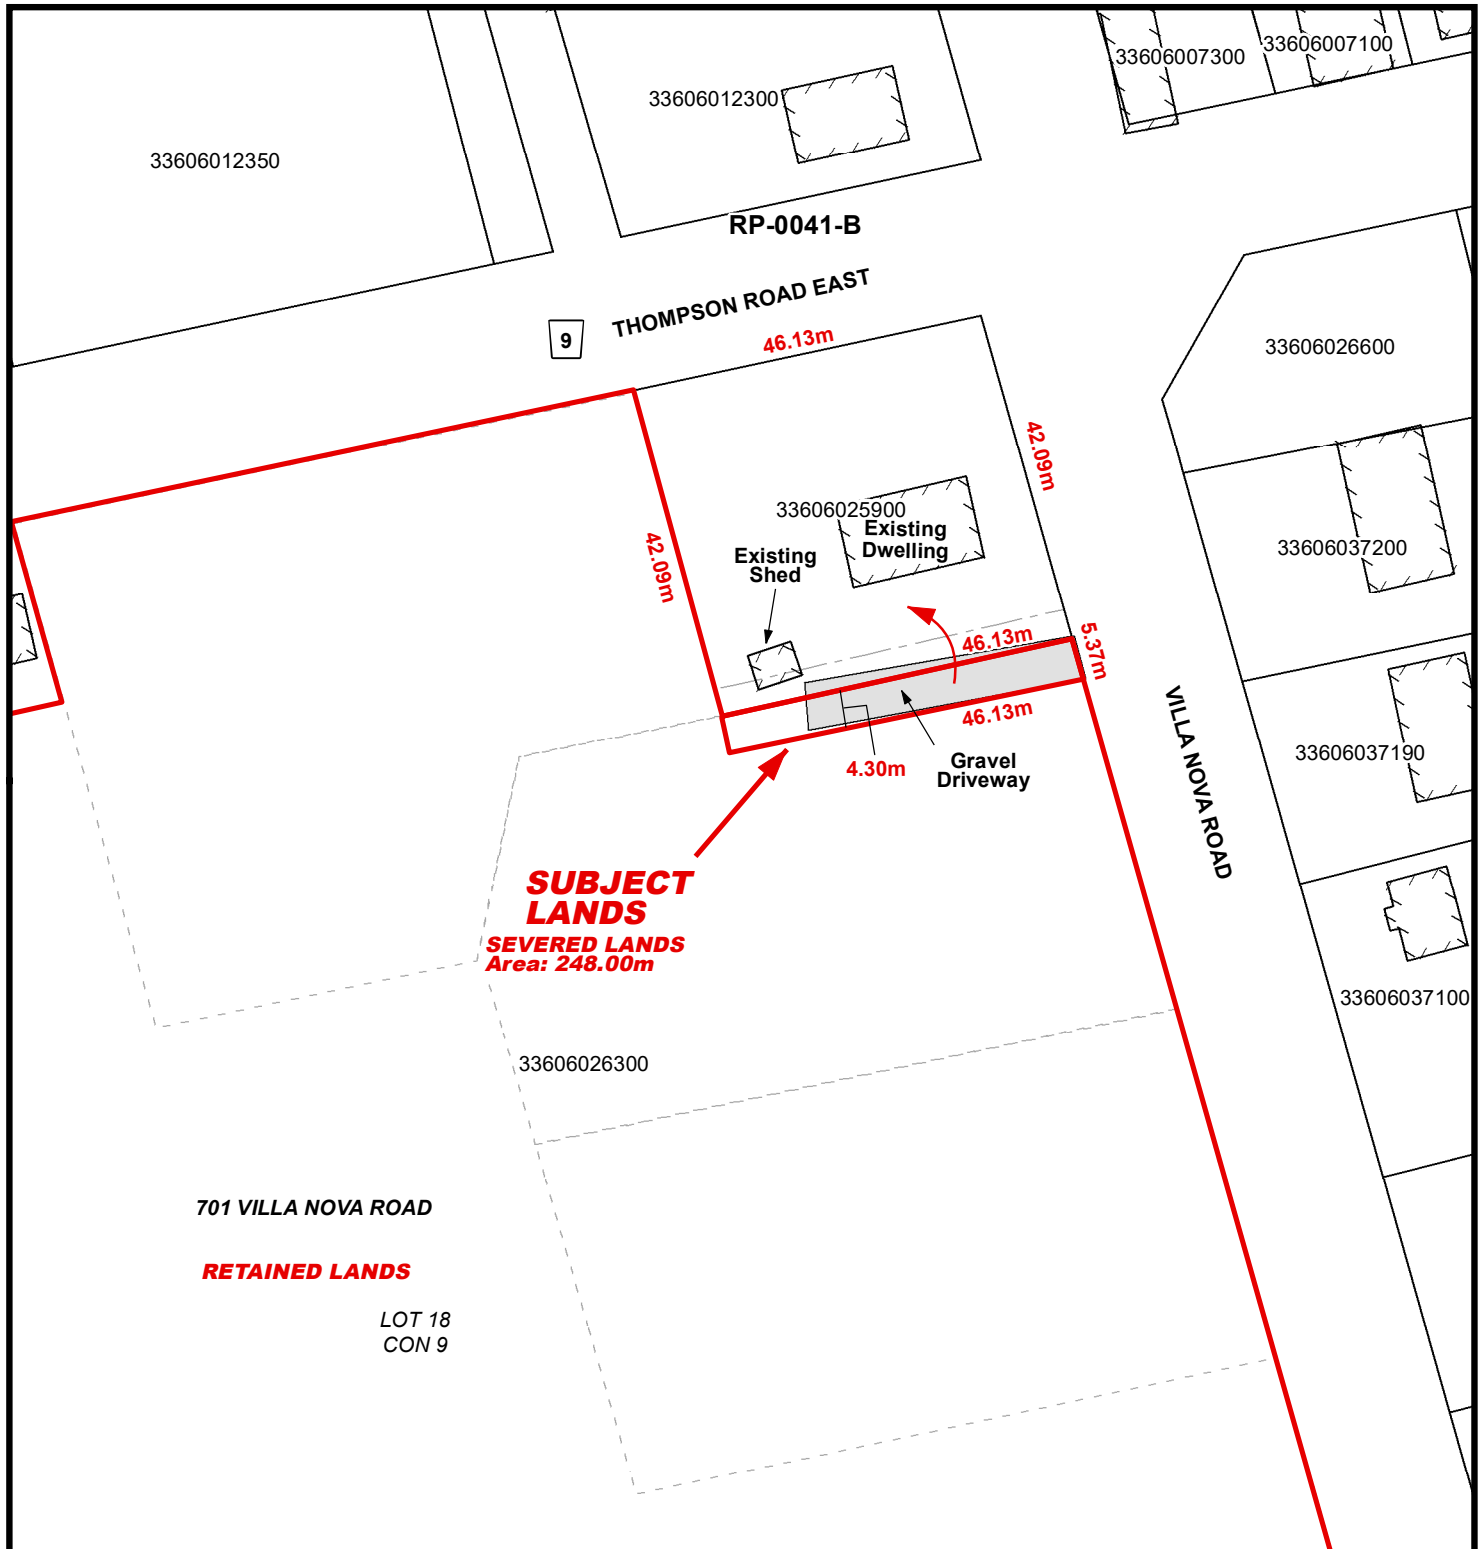 33606007100
33606007300
33606012300
33606012350
RP-0041-B
THOMPSON ROAD EAST
9
46.13m
33606026600
42.09m
33606025900
Existing
Dwelling
42.09m
Existing
Shed
33606037200
46.13m
5.37m
46.13m
4.30m
Gravel
Driveway
VILLA NOVA ROAD
33606037190
SUBJECT
LANDS
SEVERED LANDS
Area: 248.00m
33606037100
33606026300
701 VILLA NOVA ROAD
RETAINED LANDS
LOT 18
CON 9